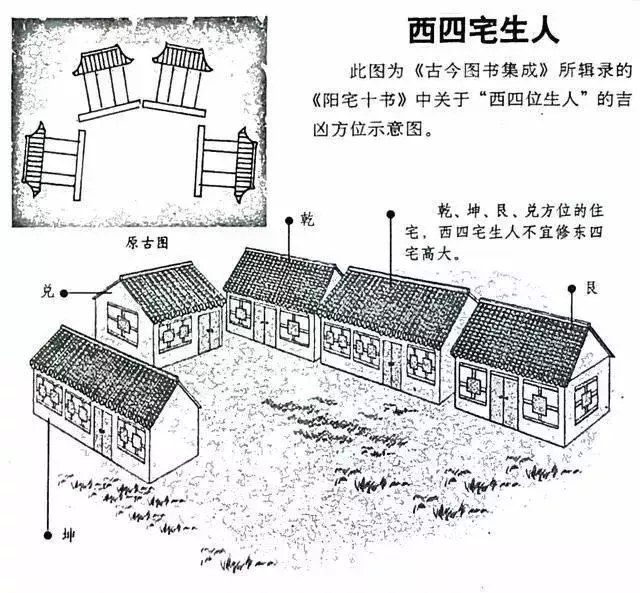 西四宅生人
此图为《古今图书集成》所辑录的
《阳宅十书》中关于“西四位生人”的吉
凶方位示意图。
原古图
乾
乾、坤、艮、兑方位的住
宅，西四宅生人不宜修东四
宅高大。
兑
艮
坤